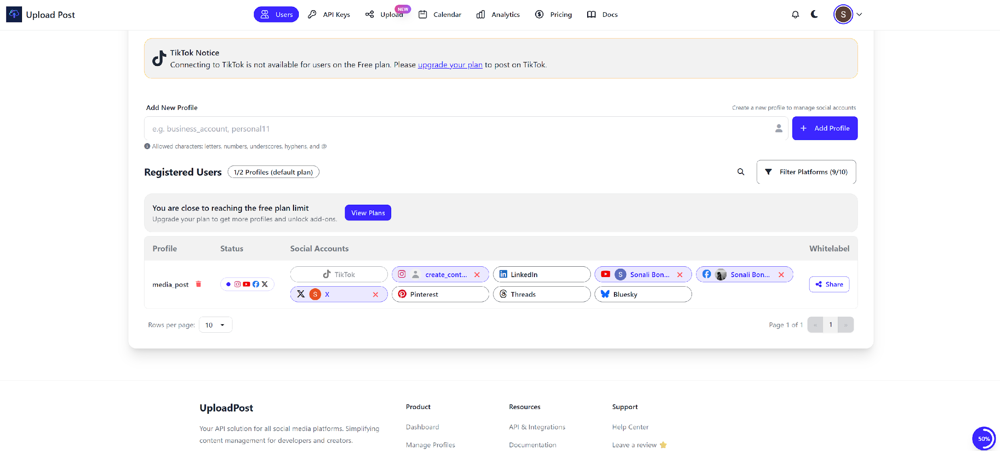 Upload Post
Users
API Keys
Upload
NEW
Calendar
Analytics
Pricing
Docs
S
TikTok Notice
Connecting to TikTok is not available for users on the Free plan. Please upgrade your plan to post on TikTok.
Add New Profile
Create a new profile to manage social accounts
e.g. business_account, personal11
+ Add Profile
Allowed characters: letters, numbers, underscores, hyphens, and @
Registered Users
1/2 Profiles (default plan)
Filter Platforms (9/10)
You are close to reaching the free plan limit
Upgrade your plan to get more profiles and unlock add-ons.
View Plans
Profile Status Social Accounts Whitelabel
media_post
TikTok
create_cont...
LinkedIn
S Sonali Bon...
Sonali Bon...
S X
Pinterest
Threads
Bluesky
Share
Rows per page: 10
Page 1 of 1 « 1 »
UploadPost
Your API solution for all social media platforms. Simplifying
content management for developers and creators.
Product
Dashboard
Manage Profiles
Resources
API & Integrations
Documentation
Support
Help Center
Leave a review
50%